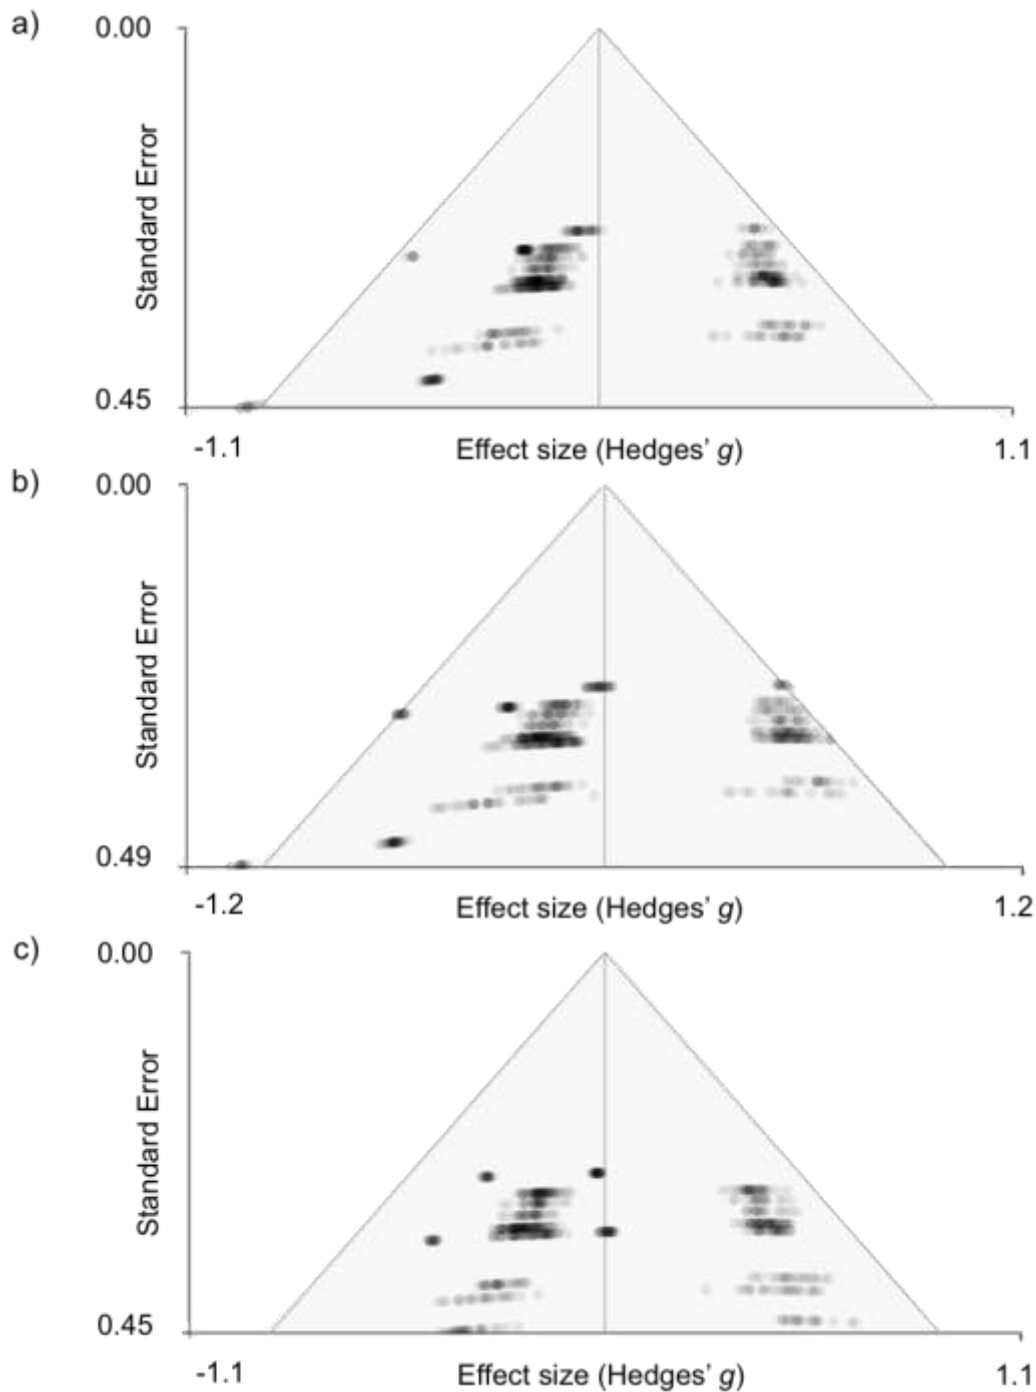 a)
0.00
Standard Error
0.45
-1.1
Effect size (Hedges' g)
1.1
b)
0.00
Standard Error
0.49
-1.2
Effect size (Hedges' g)
1.2
c)
0.00
Standard Error
0.45
-1.1
Effect size (Hedges' g)
1.1